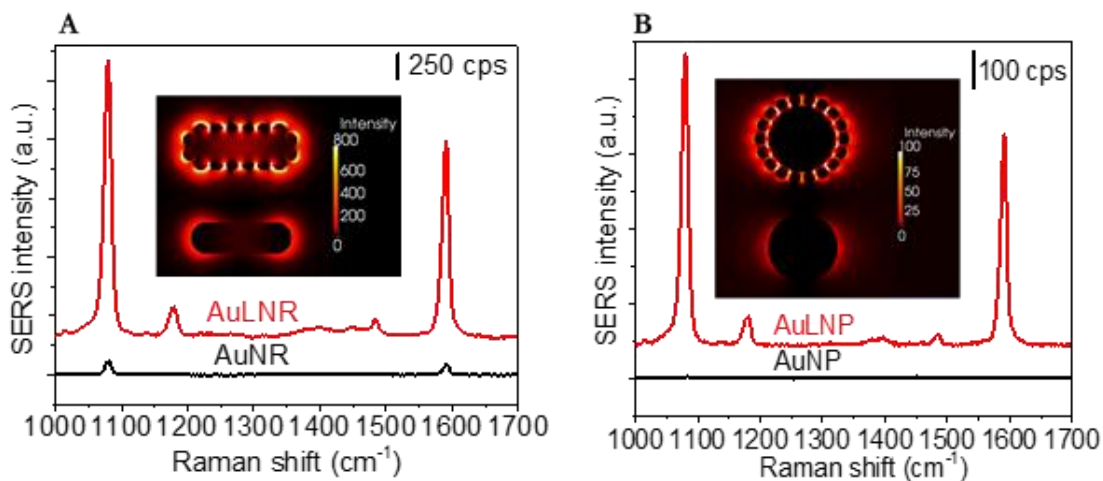 A
250 cps
SERS intensity (a.u.)
Intensity
800
600
400
200
0
AuLNR
AuNR
1000 1100 1200 1300 1400 1500 1600 1700
Raman shift (cm⁻¹)
B
100 cps
SERS intensity (a.u.)
Intensity
100
75
50
25
0
AuLNP
AuNP
1000 1100 1200 1300 1400 1500 1600 1700
Raman shift (cm⁻¹)